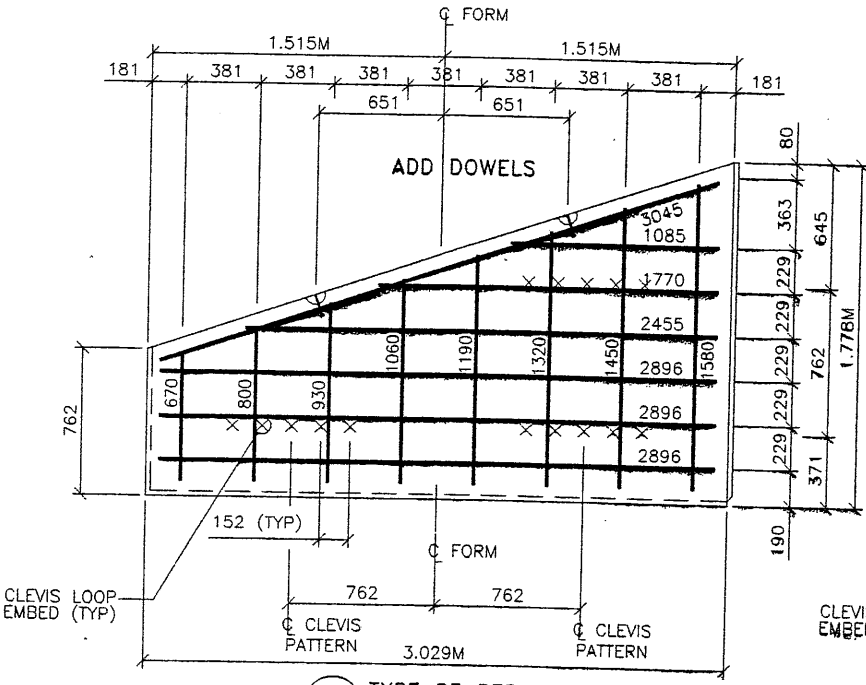 ℄ FORM
1.515M 1.515M
181 381 381 381 381 381 381 381 181
651 651
80
ADD DOWELS
3045
363
645
1085
1770
229
2455
229
1.778M
1060 1190 1320 1450 1580
670 800 930
2896
229
762
762
2896
229
2896
229
371
152 (TYP)
190
℄ FORM
CLEVIS LOOP
EMBED (TYP)
762 762
℄ CLEVIS
PATTERN
℄ CLEVIS
PATTERN
CLEVI
EMBE
3.029M